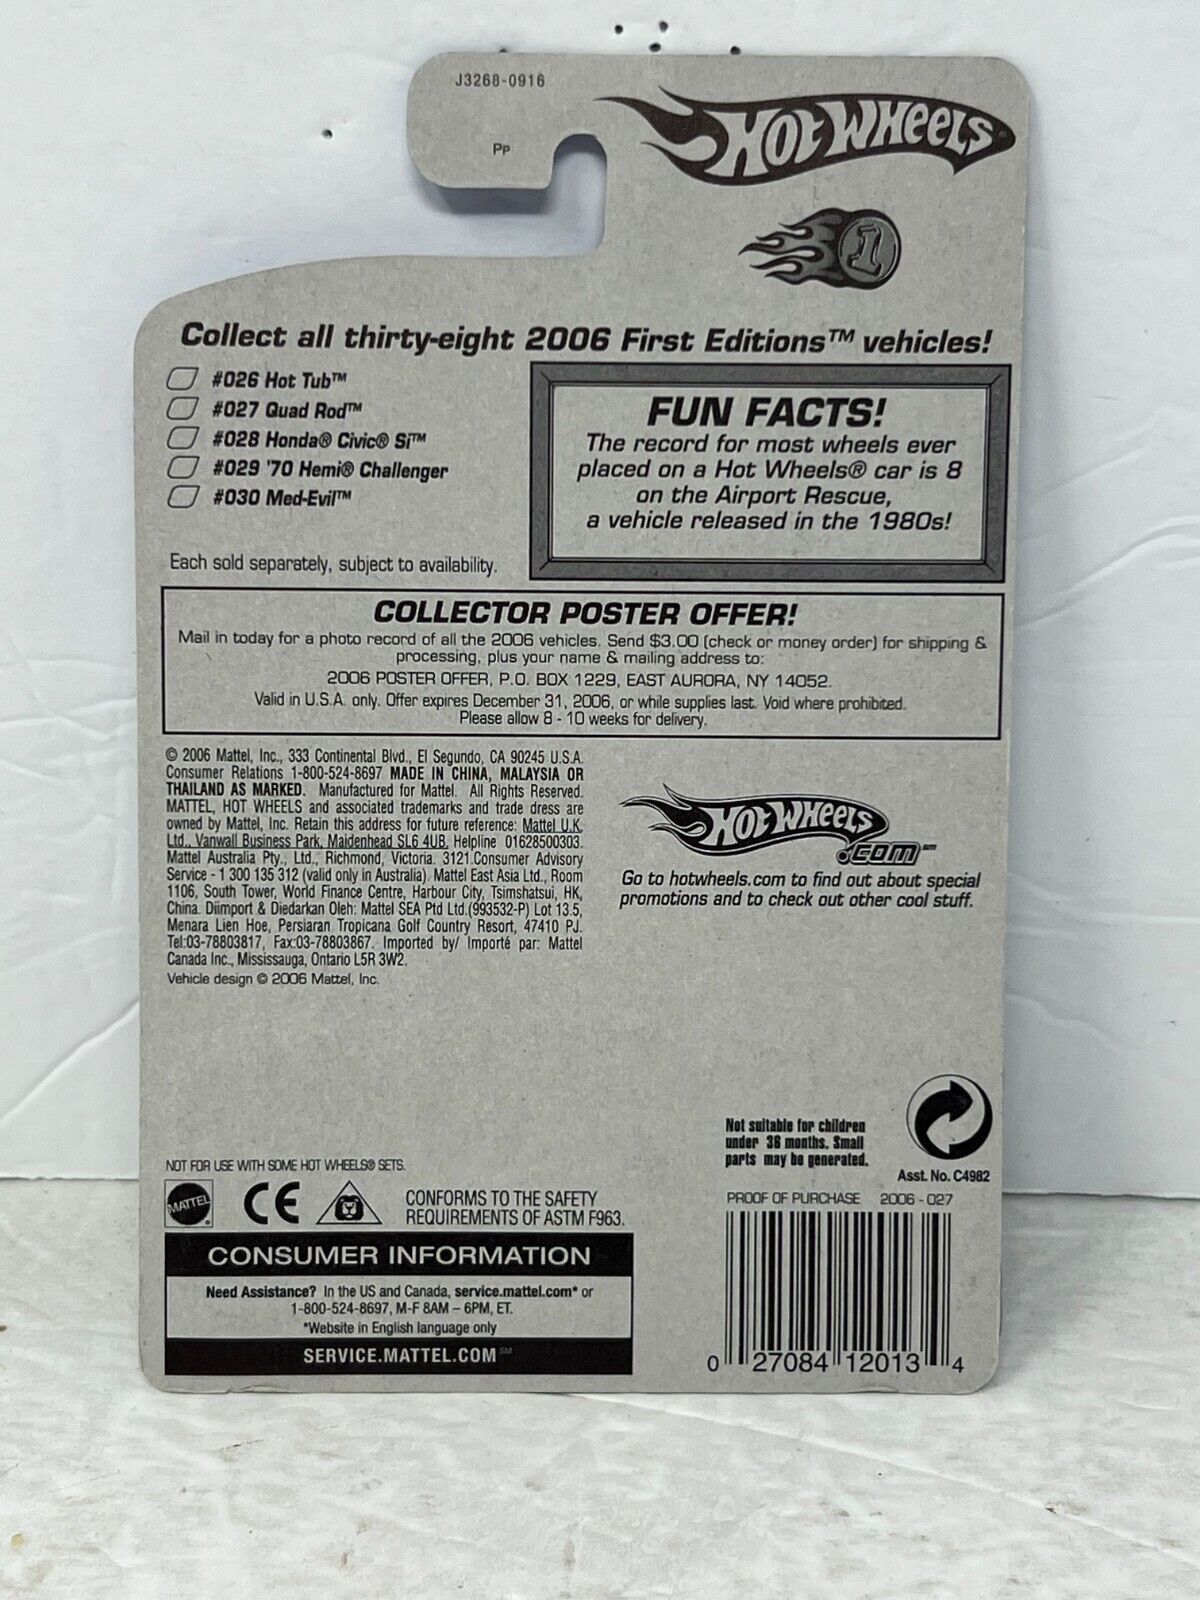 J3268-0916
Pp
HOT WHEELS
1
Collect all thirty-eight 2006 First Editions™ vehicles!
#026 Hot Tub™
#027 Quad Rod™
#028 Honda® Civic® Si™
#029 '70 Hemi® Challenger
#030 Med-Evil™
Each sold separately, subject to availability.
FUN FACTS!
The record for most wheels ever
placed on a Hot Wheels® car is 8
on the Airport Rescue,
a vehicle released in the 1980s!
COLLECTOR POSTER OFFER!
Mail in today for a photo record of all the 2006 vehicles. Send $3.00 (check or money order) for shipping &
processing, plus your name & mailing address to:
2006 POSTER OFFER, P.O. BOX 1229, EAST AURORA, NY 14052.
Valid in U.S.A. only. Offer expires December 31, 2006, or while supplies last. Void where prohibited.
Please allow 8 - 10 weeks for delivery.
© 2006 Mattel, Inc., 333 Continental Blvd., El Segundo, CA 90245 U.S.A.
Consumer Relations 1-800-524-8697 MADE IN CHINA, MALAYSIA OR
THAILAND AS MARKED. Manufactured for Mattel. All Rights Reserved.
MATTEL, HOT WHEELS and associated trademarks and trade dress are
owned by Mattel, Inc. Retain this address for future reference: Mattel U.K.
Ltd., Vanwall Business Park, Maidenhead SL6 4UB. Helpline 01628500303.
Mattel Australia Pty., Ltd., Richmond, Victoria. 3121.Consumer Advisory
Service - 1 300 135 312 (valid only in Australia). Mattel East Asia Ltd., Room
1106, South Tower, World Finance Centre, Harbour City, Tsimshatsui, HK,
China. Diimport & Diedarkan Oleh: Mattel SEA Ptd Ltd.(993532-P) Lot 13.5,
Menara Lien Hoe, Persiaran Tropicana Golf Country Resort, 47410 PJ.
Tel:03-78803817, Fax:03-78803867. Imported by/ Importé par: Mattel
Canada Inc., Mississauga, Ontario L5R 3W2.
Vehicle design © 2006 Mattel, Inc.
HOT WHEELS
.com℠
Go to hotwheels.com to find out about special
promotions and to check out other cool stuff.
Not suitable for children
under 36 months. Small
parts may be generated.
Asst. No. C4982
NOT FOR USE WITH SOME HOT WHEELS® SETS.
MATTEL
CE
CONFORMS TO THE SAFETY
REQUIREMENTS OF ASTM F963.
PROOF OF PURCHASE 2006 - 027
CONSUMER INFORMATION
Need Assistance? In the US and Canada, service.mattel.com* or
1-800-524-8697, M-F 8AM – 6PM, ET.
*Website in English language only
SERVICE.MATTEL.COM℠
0 27084 12013 4